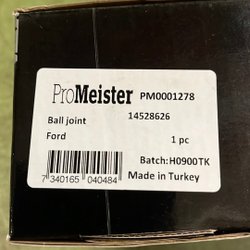 ProMeister PM0001278
Ball joint 14528626
Ford 1 pc
Batch:H0900TK
7 340165 040484 Made in Turkey